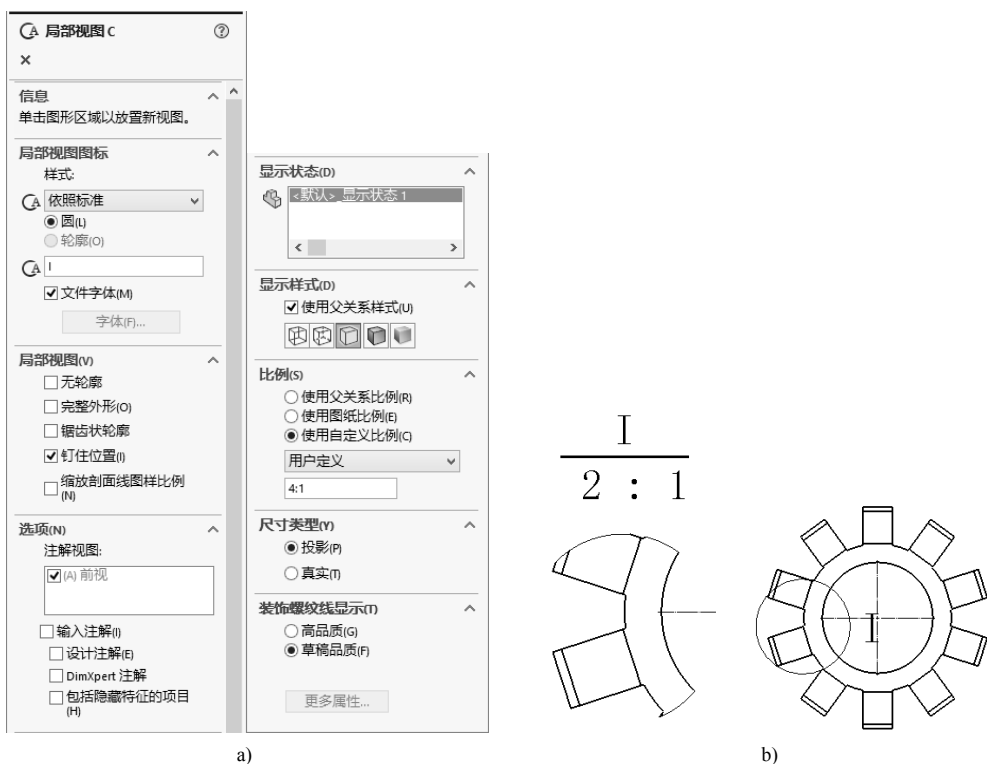 局部视图 C
信息
单击图形区域以放置新视图。
局部视图图标
样式:
依照标准
圆(L)
轮廓(O)
I
文件字体(M)
字体(F)...
局部视图(V)
无轮廓
完整外形(O)
锯齿状轮廓
钉住位置(I)
缩放剖面线图样比例
(N)
选项(N)
注解视图:
(A) 前视
输入注解(I)
设计注解(E)
DimXpert 注解
包括隐藏特征的项目
(H)
显示状态(D)
<默认>_显示状态 1
显示样式(D)
使用父关系样式(U)
比例(S)
使用父关系比例(R)
使用图纸比例(E)
使用自定义比例(C)
用户定义
4:1
尺寸类型(Y)
投影(P)
真实(T)
装饰螺纹线显示(T)
高品质(G)
草稿品质(F)
更多属性...
a)
I
2 : 1
I
b)